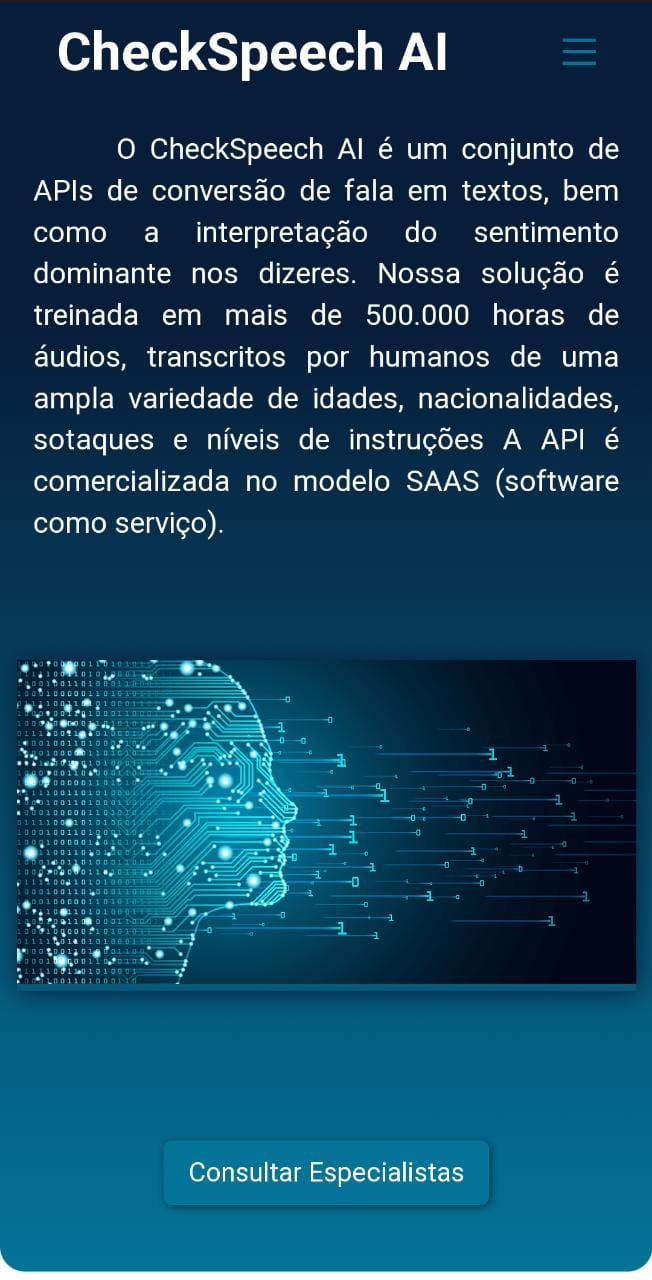 CheckSpeech AI
O CheckSpeech AI é um conjunto de
APIs de conversão de fala em textos, bem
como a interpretação do sentimento
dominante nos dizeres. Nossa solução é
treinada em mais de 500.000 horas de
áudios, transcritos por humanos de uma
ampla variedade de idades, nacionalidades,
sotaques e níveis de instruções A API é
comercializada no modelo SAAS (software
como serviço).
Consultar Especialistas